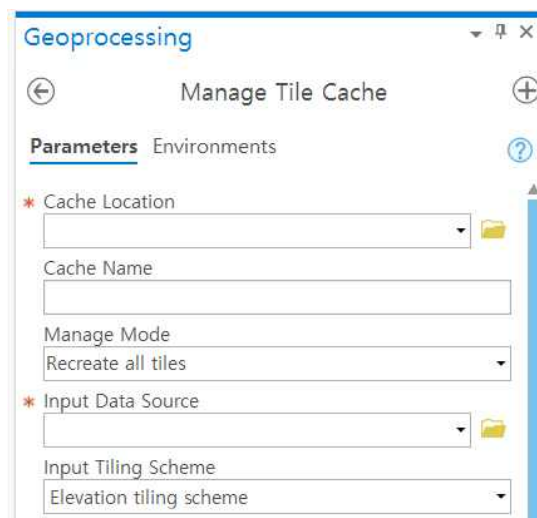 Geoprocessing
Manage Tile Cache
Parameters Environments
* Cache Location
Cache Name
Manage Mode
Recreate all tiles
* Input Data Source
Input Tiling Scheme
Elevation tiling scheme